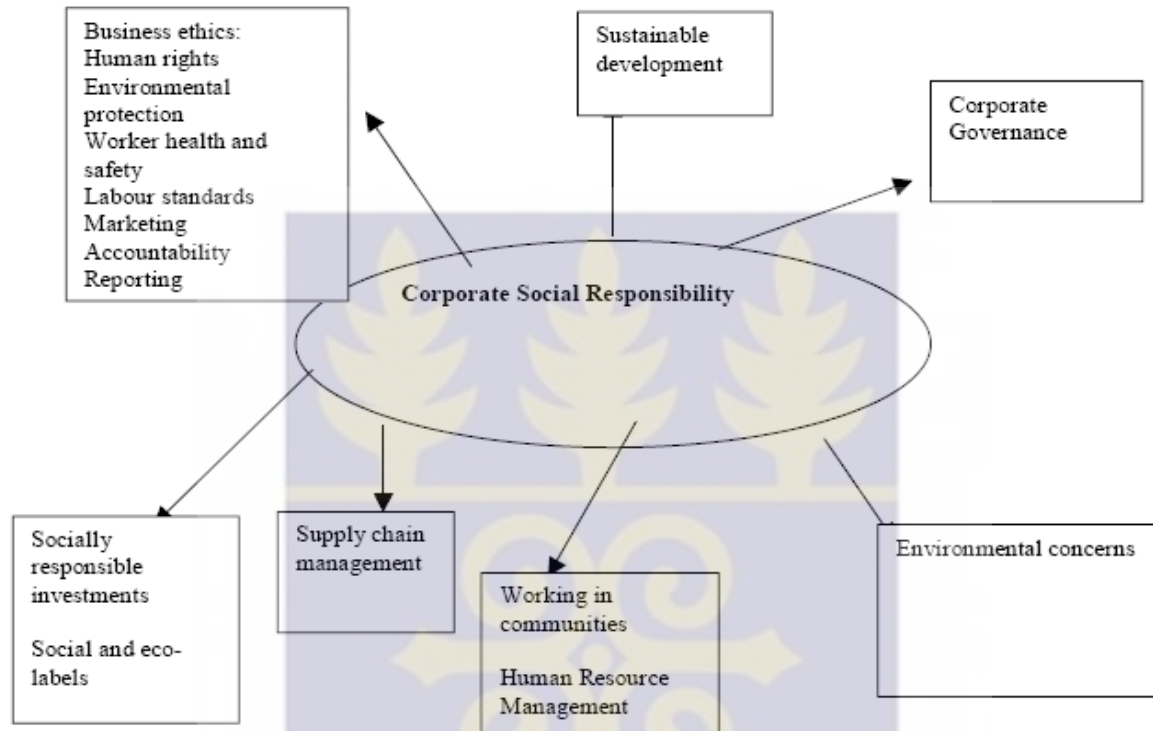 Business ethics:
Human rights
Environmental
protection
Worker health and
safety
Labour standards
Marketing
Accountability
Reporting
Sustainable
development
Corporate
Governance
Corporate Social Responsibility
Socially
responsible
investments
Social and eco-
labels
Supply chain
management
Working in
communities
Human Resource
Management
Environmental concerns